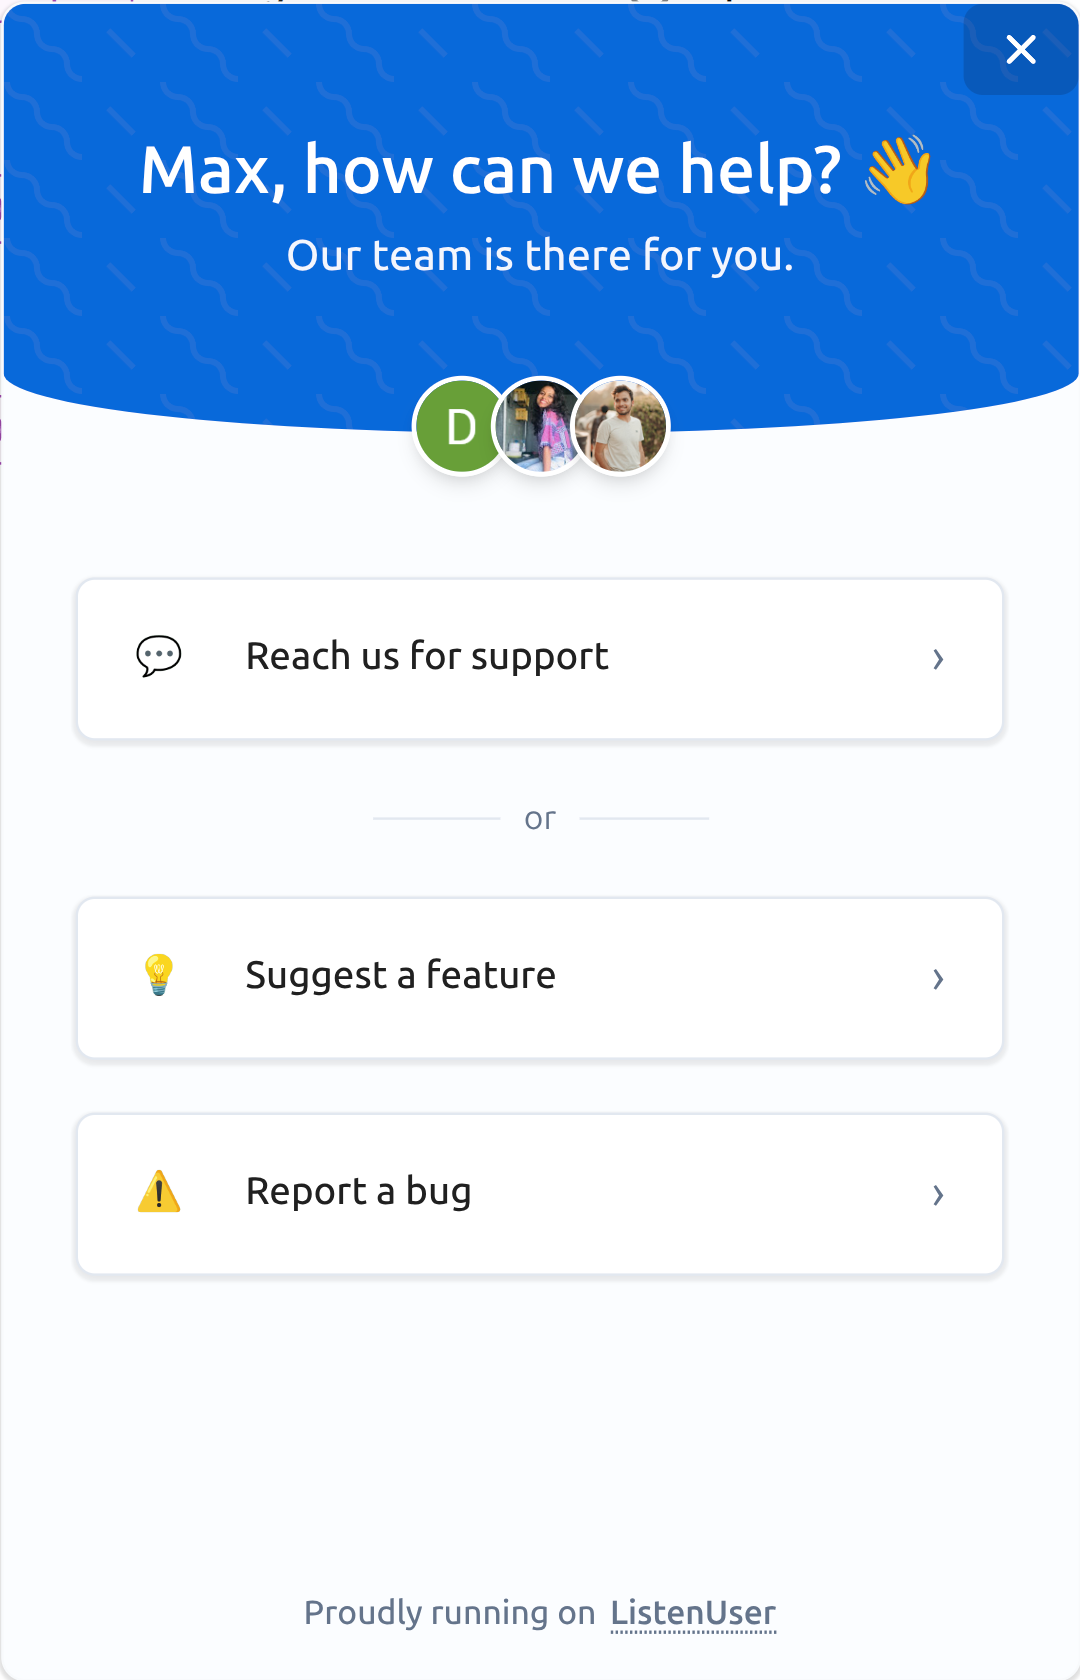 Max, how can we help? 👋
Our team is there for you.
D
Reach us for support
or
Suggest a feature
Report a bug
Proudly running on ListenUser